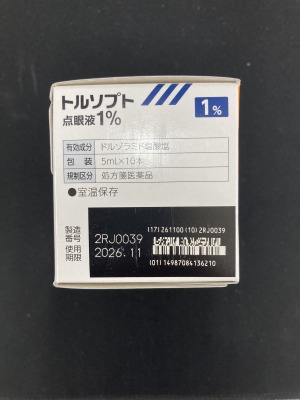 トルソプト
点眼液1%
1%
有効成分 ドルゾラミド塩酸塩
包 装 5mL×10本
規制区分 処方箋医薬品
●室温保存
製造番号 2RJ0039
使用期限 2026.11
(17)261100(10)2RJ0039
(01)14987084136210